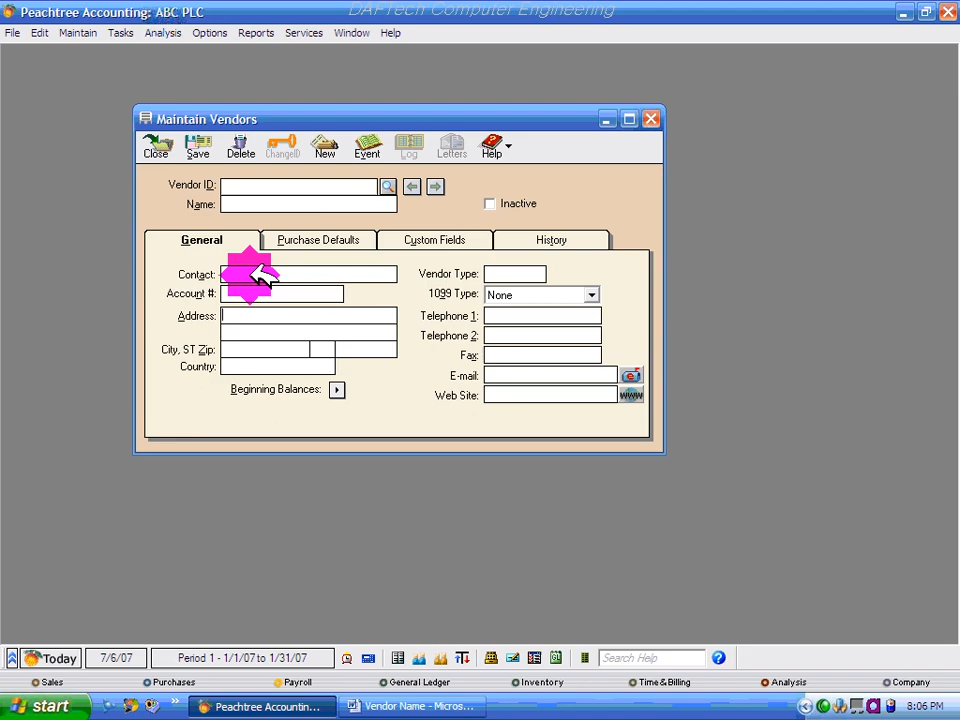 DAFTech Computer Engineering
Peachtree Accounting: ABC PLC
File Edit Maintain Tasks Analysis Options Reports Services Window Help
Maintain Vendors
Close Save Delete ChangeID New Event Log Letters Help
Vendor ID:
Name:
Inactive
General Purchase Defaults Custom Fields History
Contact:
Vendor Type:
Account #:
1099 Type: None
Address:
Telephone 1:
Telephone 2:
City, ST Zip:
Fax:
Country:
E-mail:
Beginning Balances:
Web Site:
WWW
Today 7/6/07 Period 1 - 1/1/07 to 1/31/07 Search Help
Sales Purchases Payroll General Ledger Inventory Time & Billing Analysis Company
start Peachtree Accountin... Vendor Name - Micros... 8:06 PM